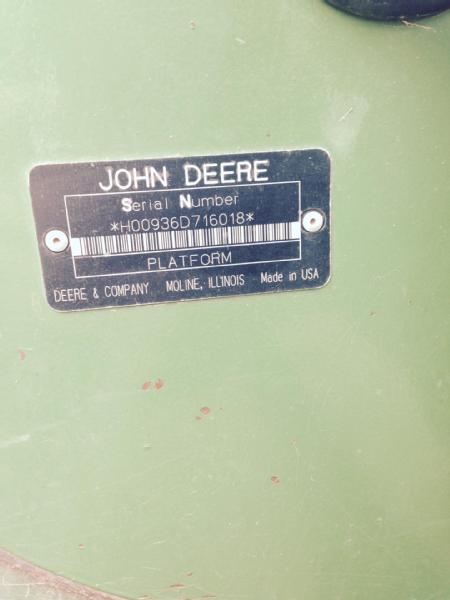 JOHN DEERE
Serial Number
*H00936D716018*
PLATFORM
DEERE & COMPANY MOLINE, ILLINOIS Made in USA